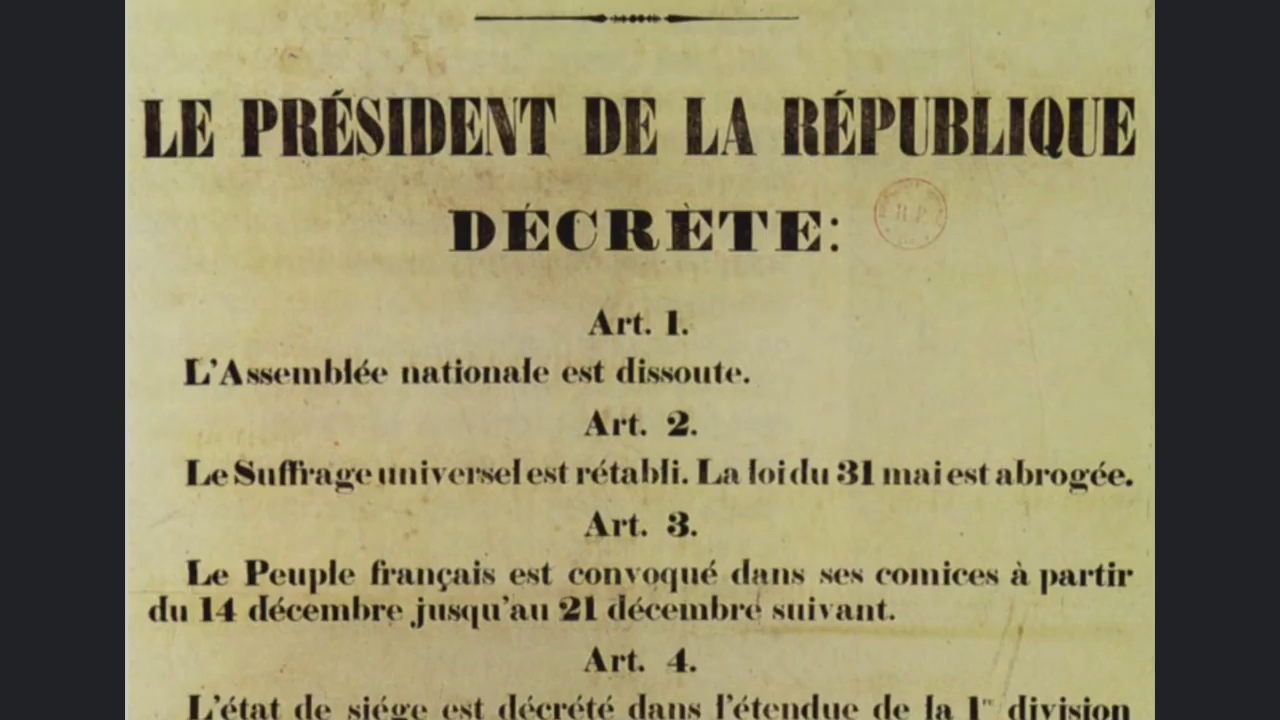 LE PRÉSIDENT DE LA RÉPUBLIQUE
DÉCRÈTE:
Art. 1.
L'Assemblée nationale est dissoute.
Art. 2.
Le Suffrage universel est rétabli. La loi du 31 mai est abrogée.
Art. 3.
Le Peuple français est convoqué dans ses comices à partir
du 14 décembre jusqu'au 21 décembre suivant.
Art. 4.
L'état de siége est décrété dans l'étendue de la 1re division